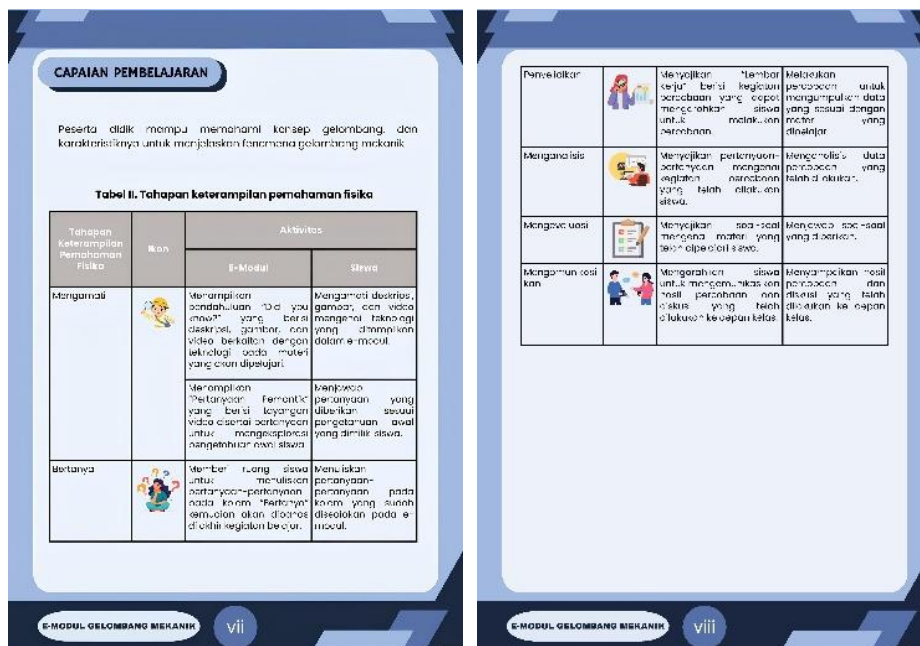 CAPAIAN PEMBELAJARAN
Peserta didik mampu memahami konsep gelombang, dan
karakteristiknya untuk menjelaskan fenomena gelombang mekanik
Tabel II. Tahapan keterampilan pemahaman fisika
Tahapan
Keterampilan
Pemahaman
Fisika
Ikon
Aktivitas
E-Modul
Siswa
Mengamati
Menampilkan
pendahuluan "Did you
know?" yang berisi
deskripsi, gambar, dan
video berkaitan dengan
teknologi pada materi
yang akan dipelajari.
Mengamati deskripsi,
gambar, dan video
mengenai teknologi
yang ditampilkan
dalam e-modul.
Menampilkan
"Pertanyaan Pemantik"
yang berisi tayangan
video disertai pertanyaan
untuk mengeksplorasi
pengetahuan awal siswa
Menjawab
pertanyaan yang
diberikan sesuai
pengetahuan awal
yang dimiliki siswa.
Bertanya
Memberi ruang siswa
untuk menuliskan
pertanyaan-pertanyaan
pada kolom "Bertanya"
kemudian akan dibahas
di akhir kegiatan belajar.
Menuliskan
pertanyaan-
pertanyaan pada
kolom yang sudah
disediakan pada e-
modul.
E-MODUL GELOMBANG MEKANIK
vii
Penyelidikan
Menyajikan "Lembar
kerja" berisi kegiatan
percobaan yang dapat
mengarahkan siswa
untuk melakukan
percobaan.
Melakukan
percobaan untuk
mengumpulkan data
yang sesuai dengan
materi yang
dipelajari
Menganalisis
Menyajikan pertanyaan-
pertanyaan mengenai
kegiatan percobaan
yang telah dilakukan
siswa.
Menganalisis data
percobaan yang
telah dilakukan.
Mengevaluasi
Menyajikan soal-soal
mengenai materi yang
telah dipelajari siswa.
Menjawab soal-soal
yang diberikan.
Mengomunikasi
kan
Mengarahkan siswa
untuk mengomunikasikan
hasil percobaan dan
diskusi yang telah
dilakukan ke depan kelas.
Menyampaikan hasil
percobaan dan
diskusi yang telah
dilakukan ke depan
kelas.
E-MODUL GELOMBANG MEKANIK
viii